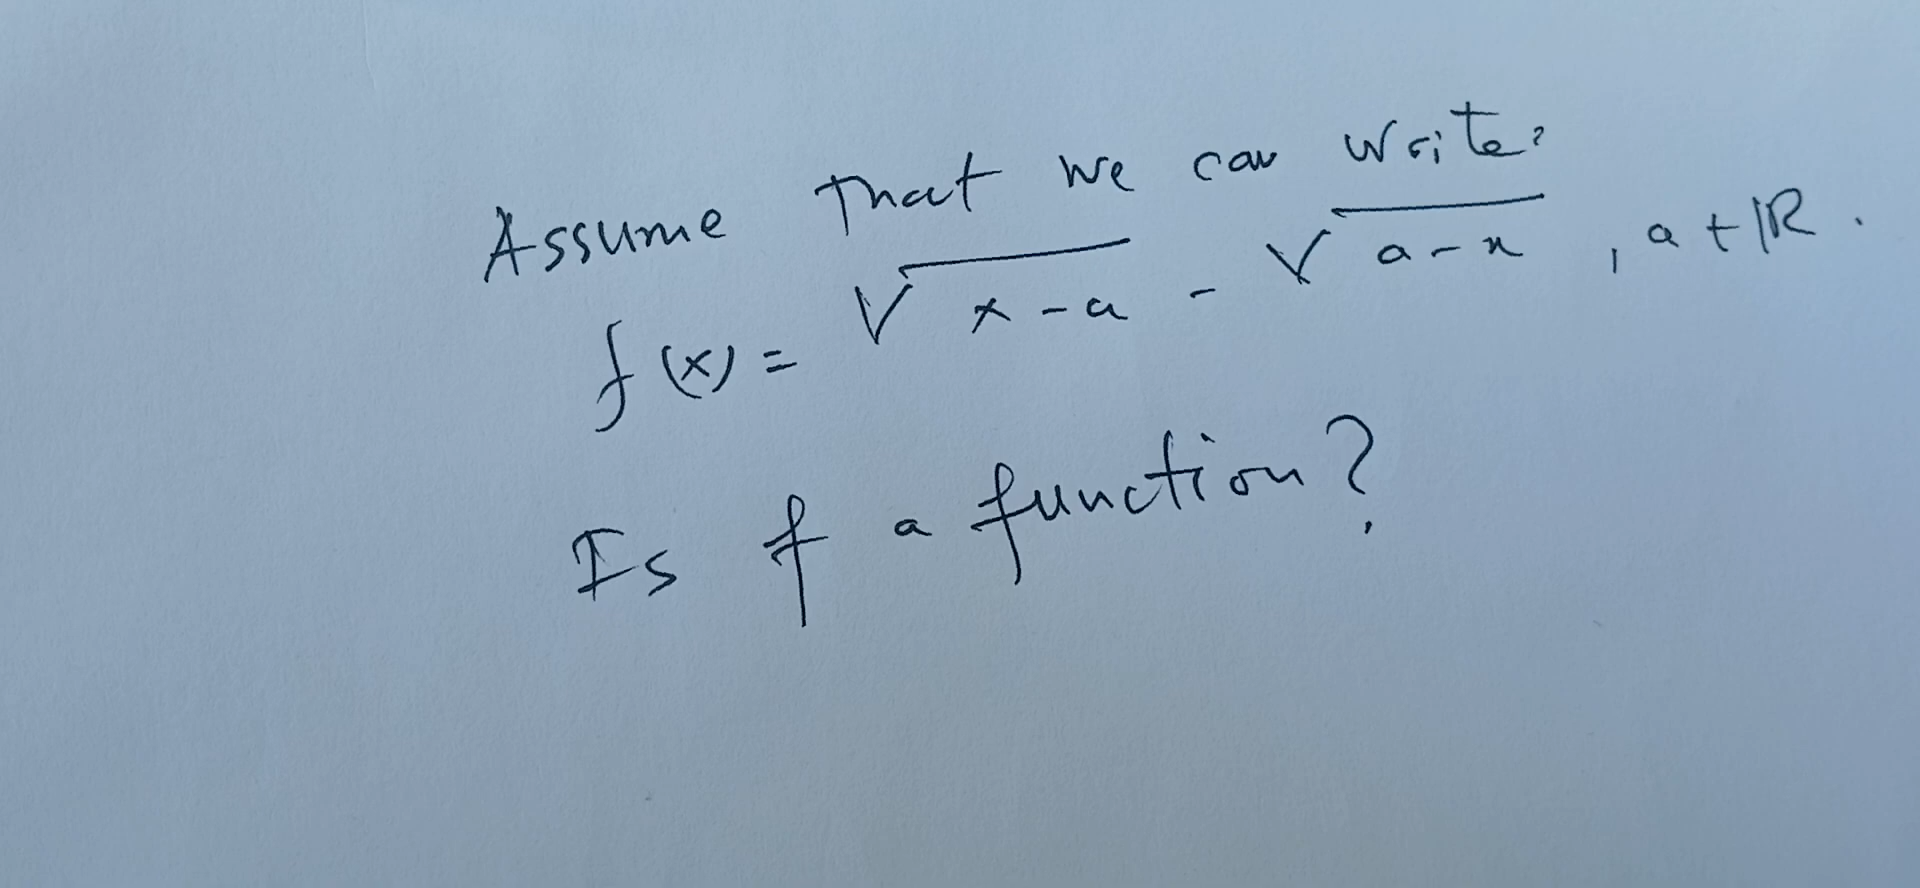 Assume That we can write:
f(x) = √(x-a) - √(a-x) , a ∈ ℝ.
Is f a function?